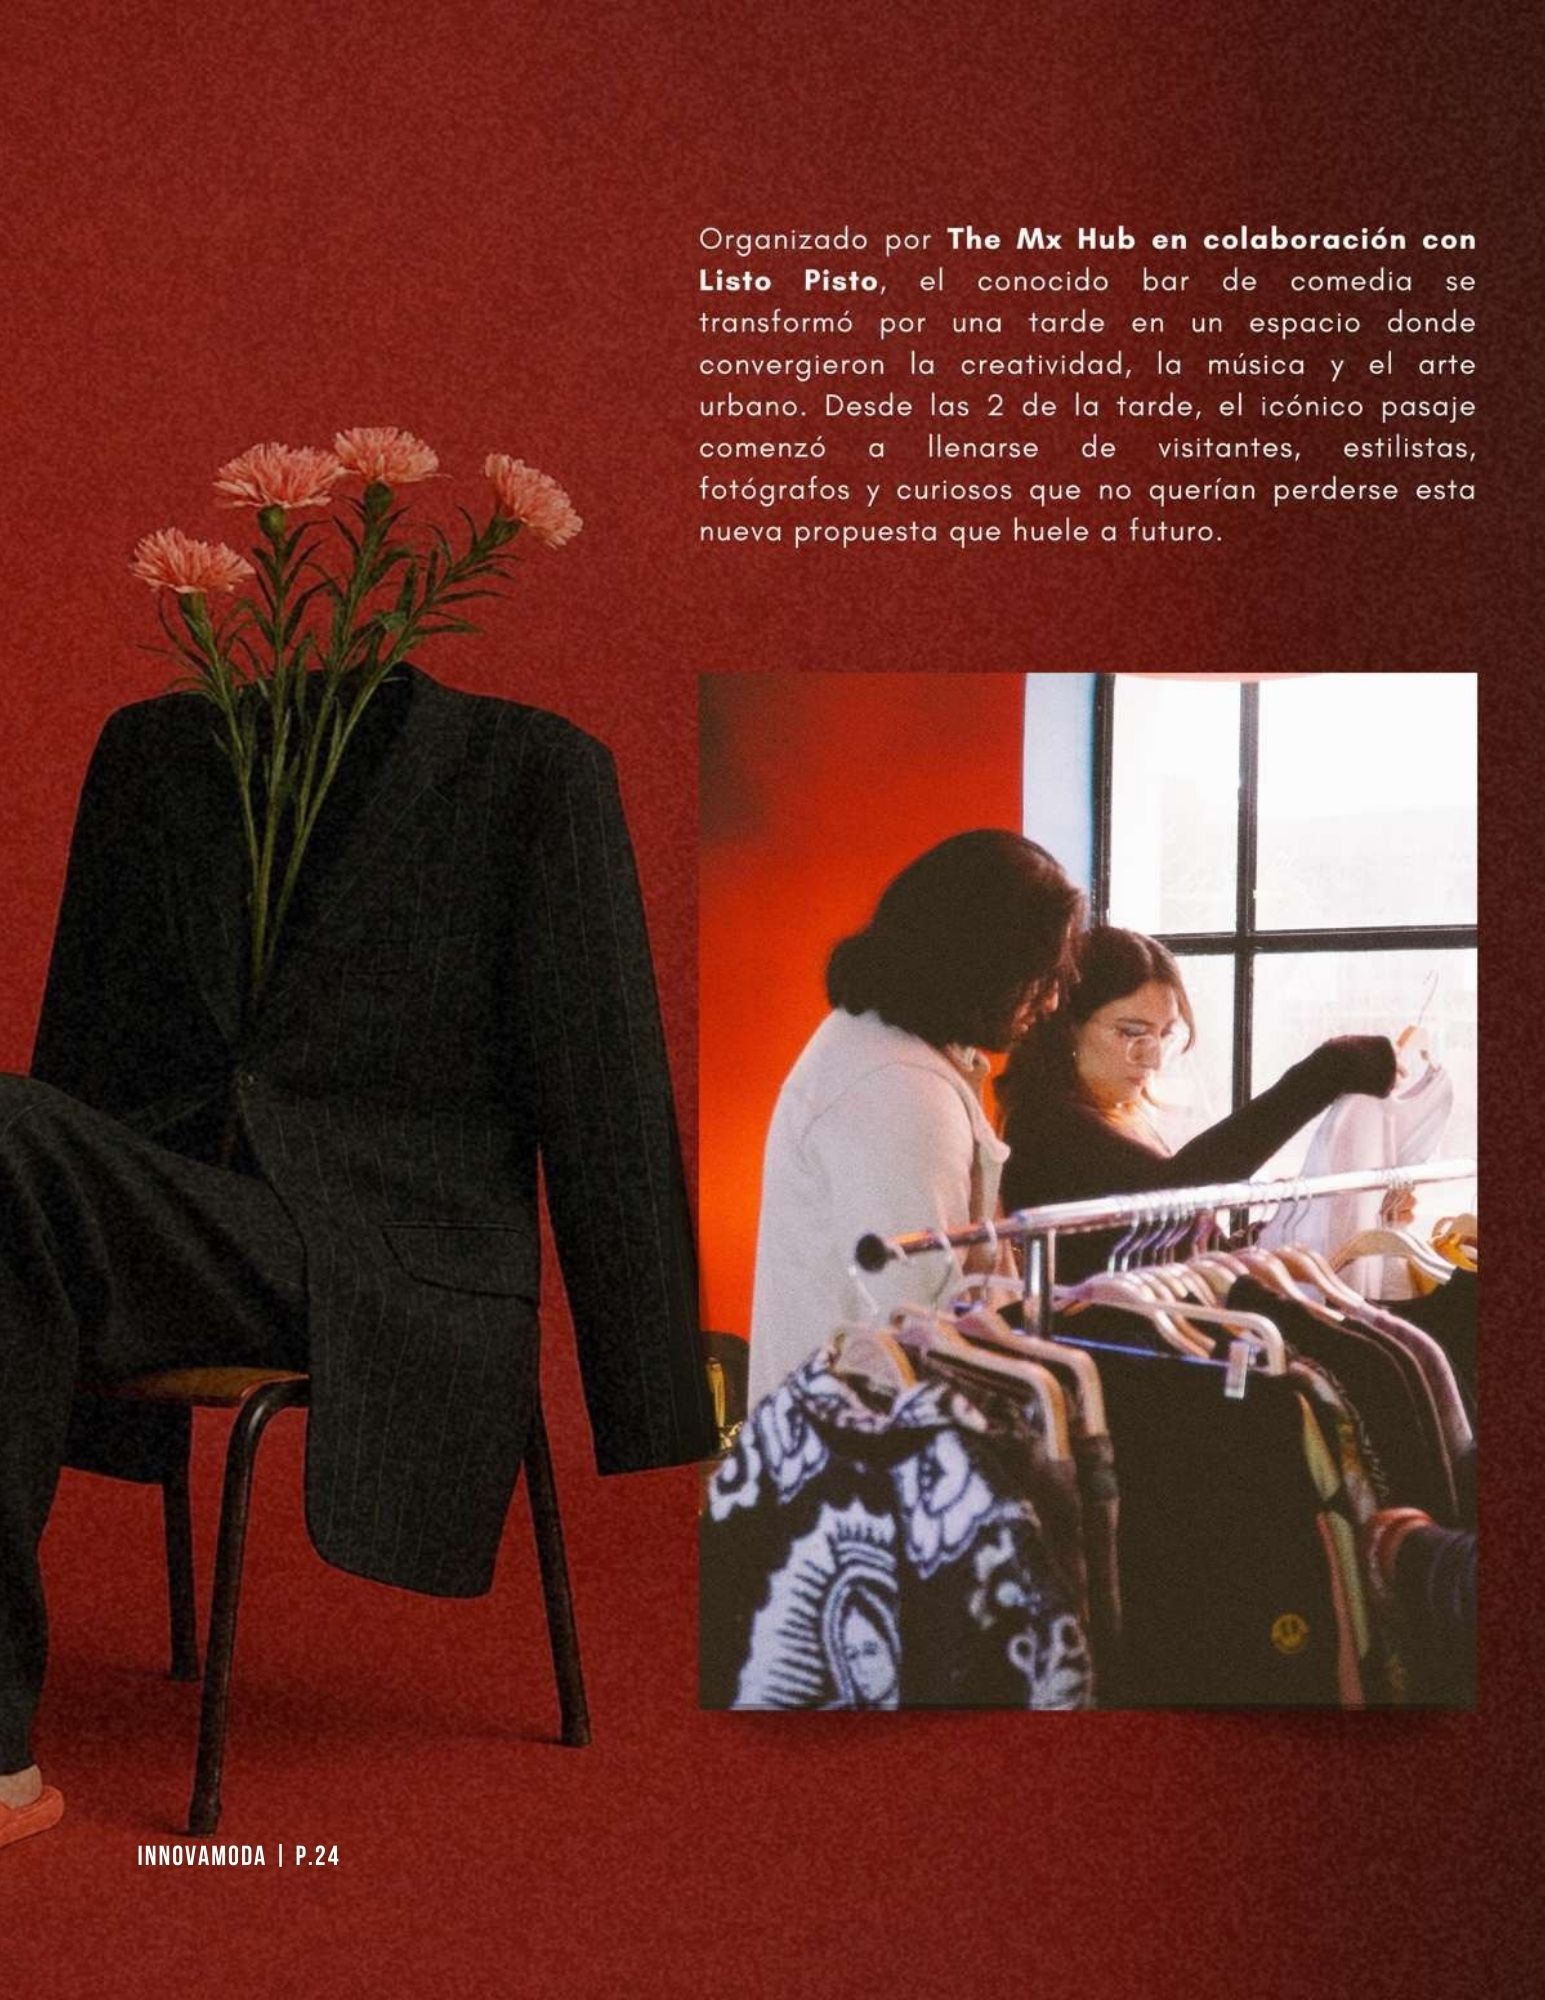 Organizado por The Mx Hub en colaboración con
Listo Pisto, el conocido bar de comedia se
transformó por una tarde en un espacio donde
convergieron la creatividad, la música y el arte
urbano. Desde las 2 de la tarde, el icónico pasaje
comenzó a llenarse de visitantes, estilistas,
fotógrafos y curiosos que no querían perderse esta
nueva propuesta que huele a futuro.
INNOVAMODA | P.24